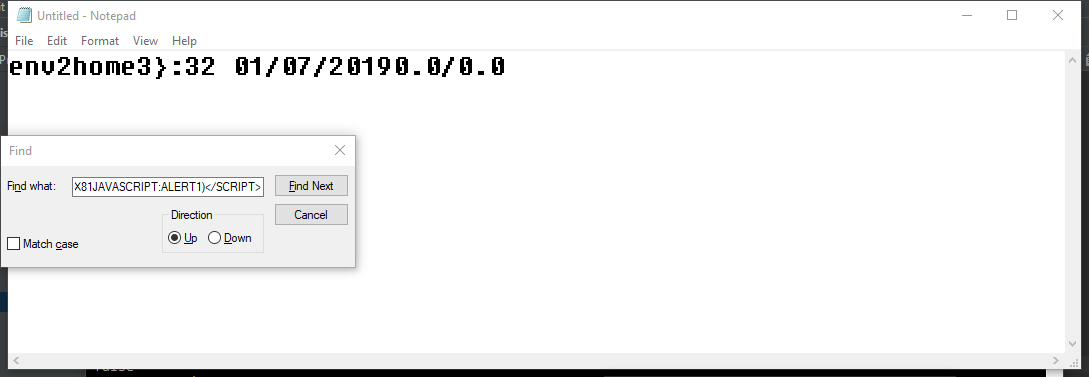 Untitled - Notepad
File Edit Format View Help
env2home3}:32 01/07/20190.0/0.0
Find
Find what: X81JAVASCRIPT:ALERT1)</SCRIPT> Find Next
Cancel
Direction
Up Down
Match case